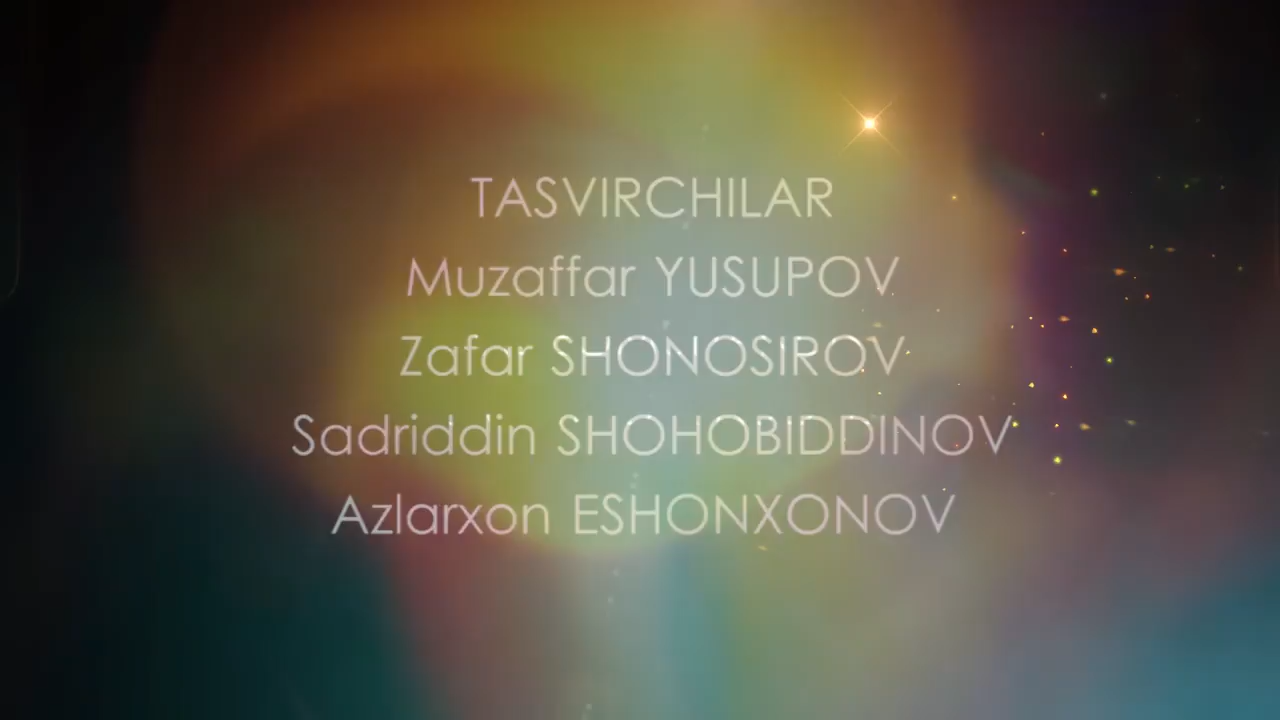 TASVIRCHILAR
Muzaffar YUSUPOV
Zafar SHONOSIROV
Sadriddin SHOHOBIDDINOV
Azlarxon ESHONXONOV